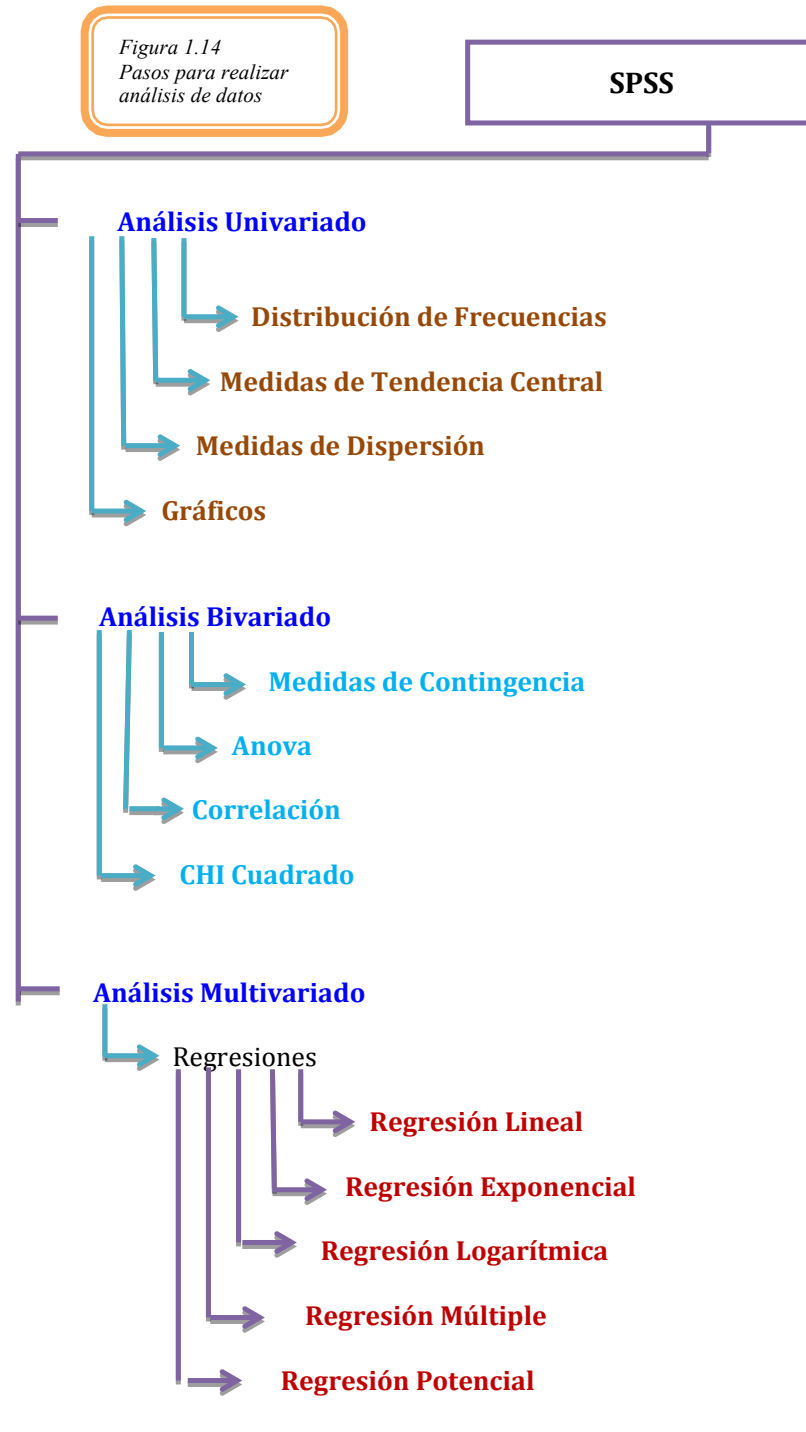 Figura 1.14
Pasos para realizar
análisis de datos
SPSS
Análisis Univariado
Distribución de Frecuencias
Medidas de Tendencia Central
Medidas de Dispersión
Gráficos
Análisis Bivariado
Medidas de Contingencia
Anova
Correlación
CHI Cuadrado
Análisis Multivariado
Regresiones
Regresión Lineal
Regresión Exponencial
Regresión Logarítmica
Regresión Múltiple
Regresión Potencial